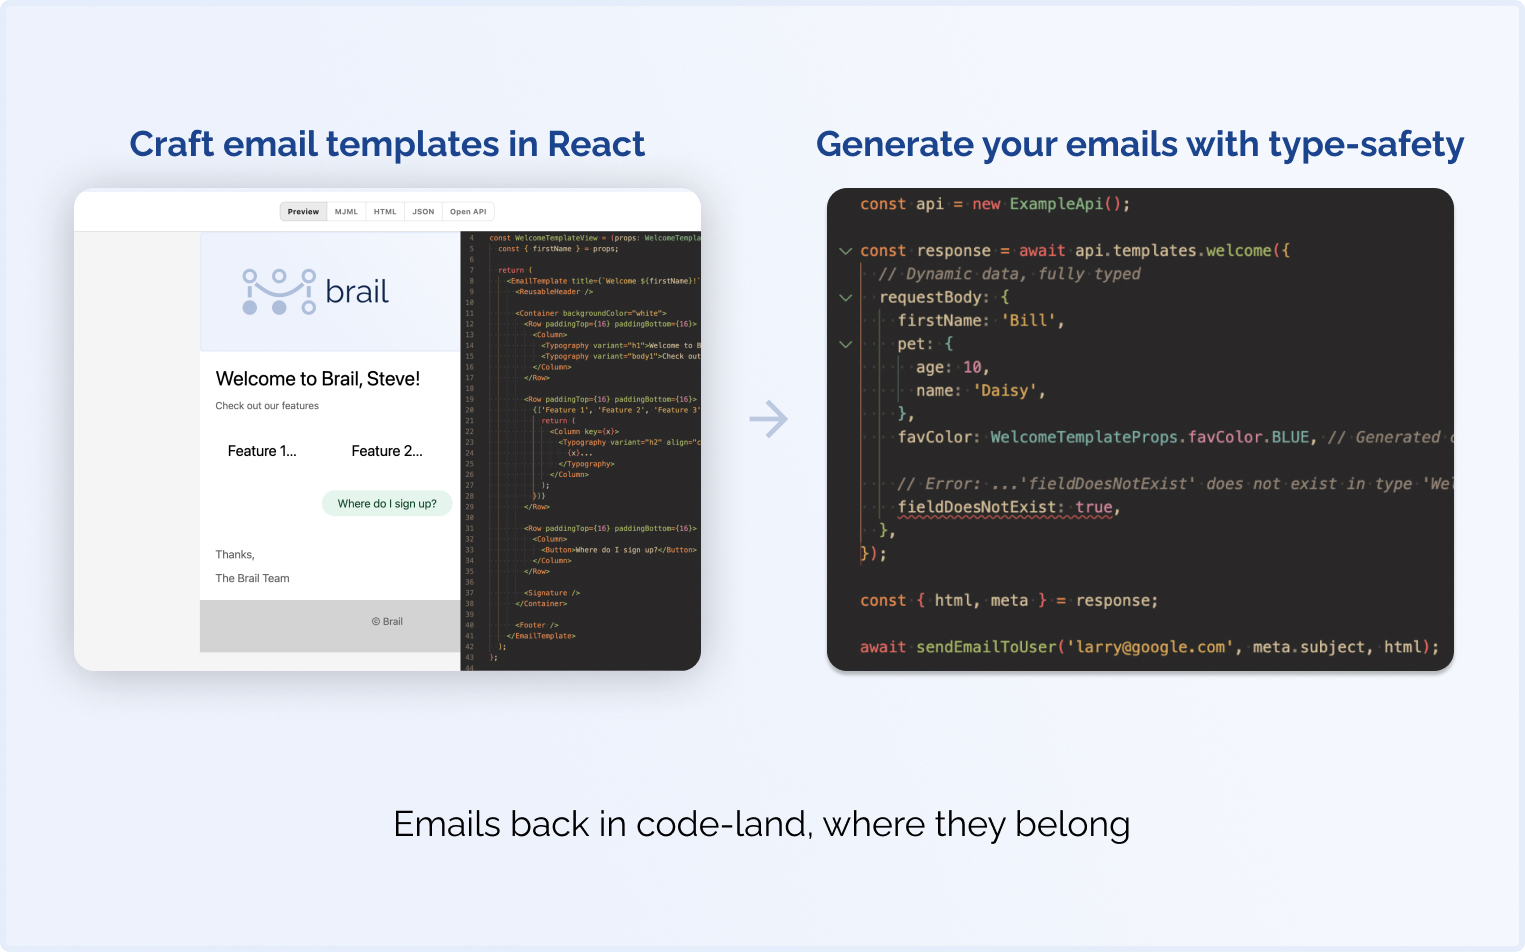 Craft email templates in React
Preview MJML HTML JSON Open API
brail
Welcome to Brail, Steve!
Check out our features
Feature 1... Feature 2...
Where do I sign up?
Thanks,
The Brail Team
© Brail
4 const WelcomeTemplateView = (props: WelcomeTempla
5 const { firstName } = props;
6
7 return (
8 <EmailTemplate title={`Welcome ${firstName}!`
9 <ReusableHeader />
10
11 <Container backgroundColor="white">
12 <Row paddingTop={16} paddingBottom={16}>
13 <Column>
14 <Typography variant="h1">Welcome to B
15 <Typography variant="body1">Check out
16 </Column>
17 </Row>
18
19 <Row paddingTop={16} paddingBottom={16}>
20 {['Feature 1', 'Feature 2', 'Feature 3'
21 return (
22 <Column key={x}>
23 <Typography variant="h2" align="c
24 {x}...
25 </Typography>
26 </Column>
27 );
28 })}
29 </Row>
30
31 <Row paddingTop={16} paddingBottom={16}>
32 <Column>
33 <Button>Where do I sign up?</Button>
34 </Column>
35 </Row>
36
37 <Signature />
38 </Container>
39
40 <Footer />
41 </EmailTemplate>
42 );
43 };
44
Generate your emails with type-safety
const api = new ExampleApi();
const response = await api.templates.welcome({
// Dynamic data, fully typed
requestBody: {
firstName: 'Bill',
pet: {
age: 10,
name: 'Daisy',
},
favColor: WelcomeTemplateProps.favColor.BLUE, // Generated
// Error: ...'fieldDoesNotExist' does not exist in type 'Wel
fieldDoesNotExist: true,
},
});
const { html, meta } = response;
await sendEmailToUser('larry@google.com', meta.subject, html);
Emails back in code-land, where they belong